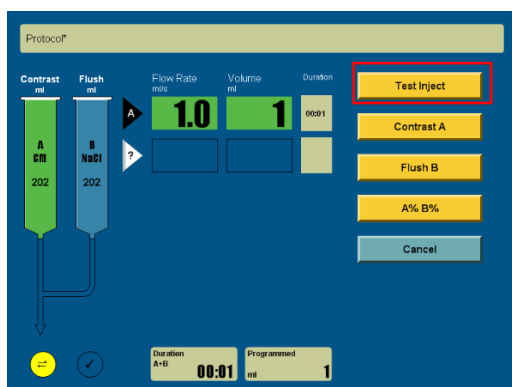 Protocol*
Contrast
ml
Flush
ml
Flow Rate
ml/s
Volume
ml
Duration
A
1.0
1
00:01
?
A
CM
202
B
NaCl
202
Test Inject
Contrast A
Flush B
A% B%
Cancel
Duration
A+B
00:01
Programmed
ml
1